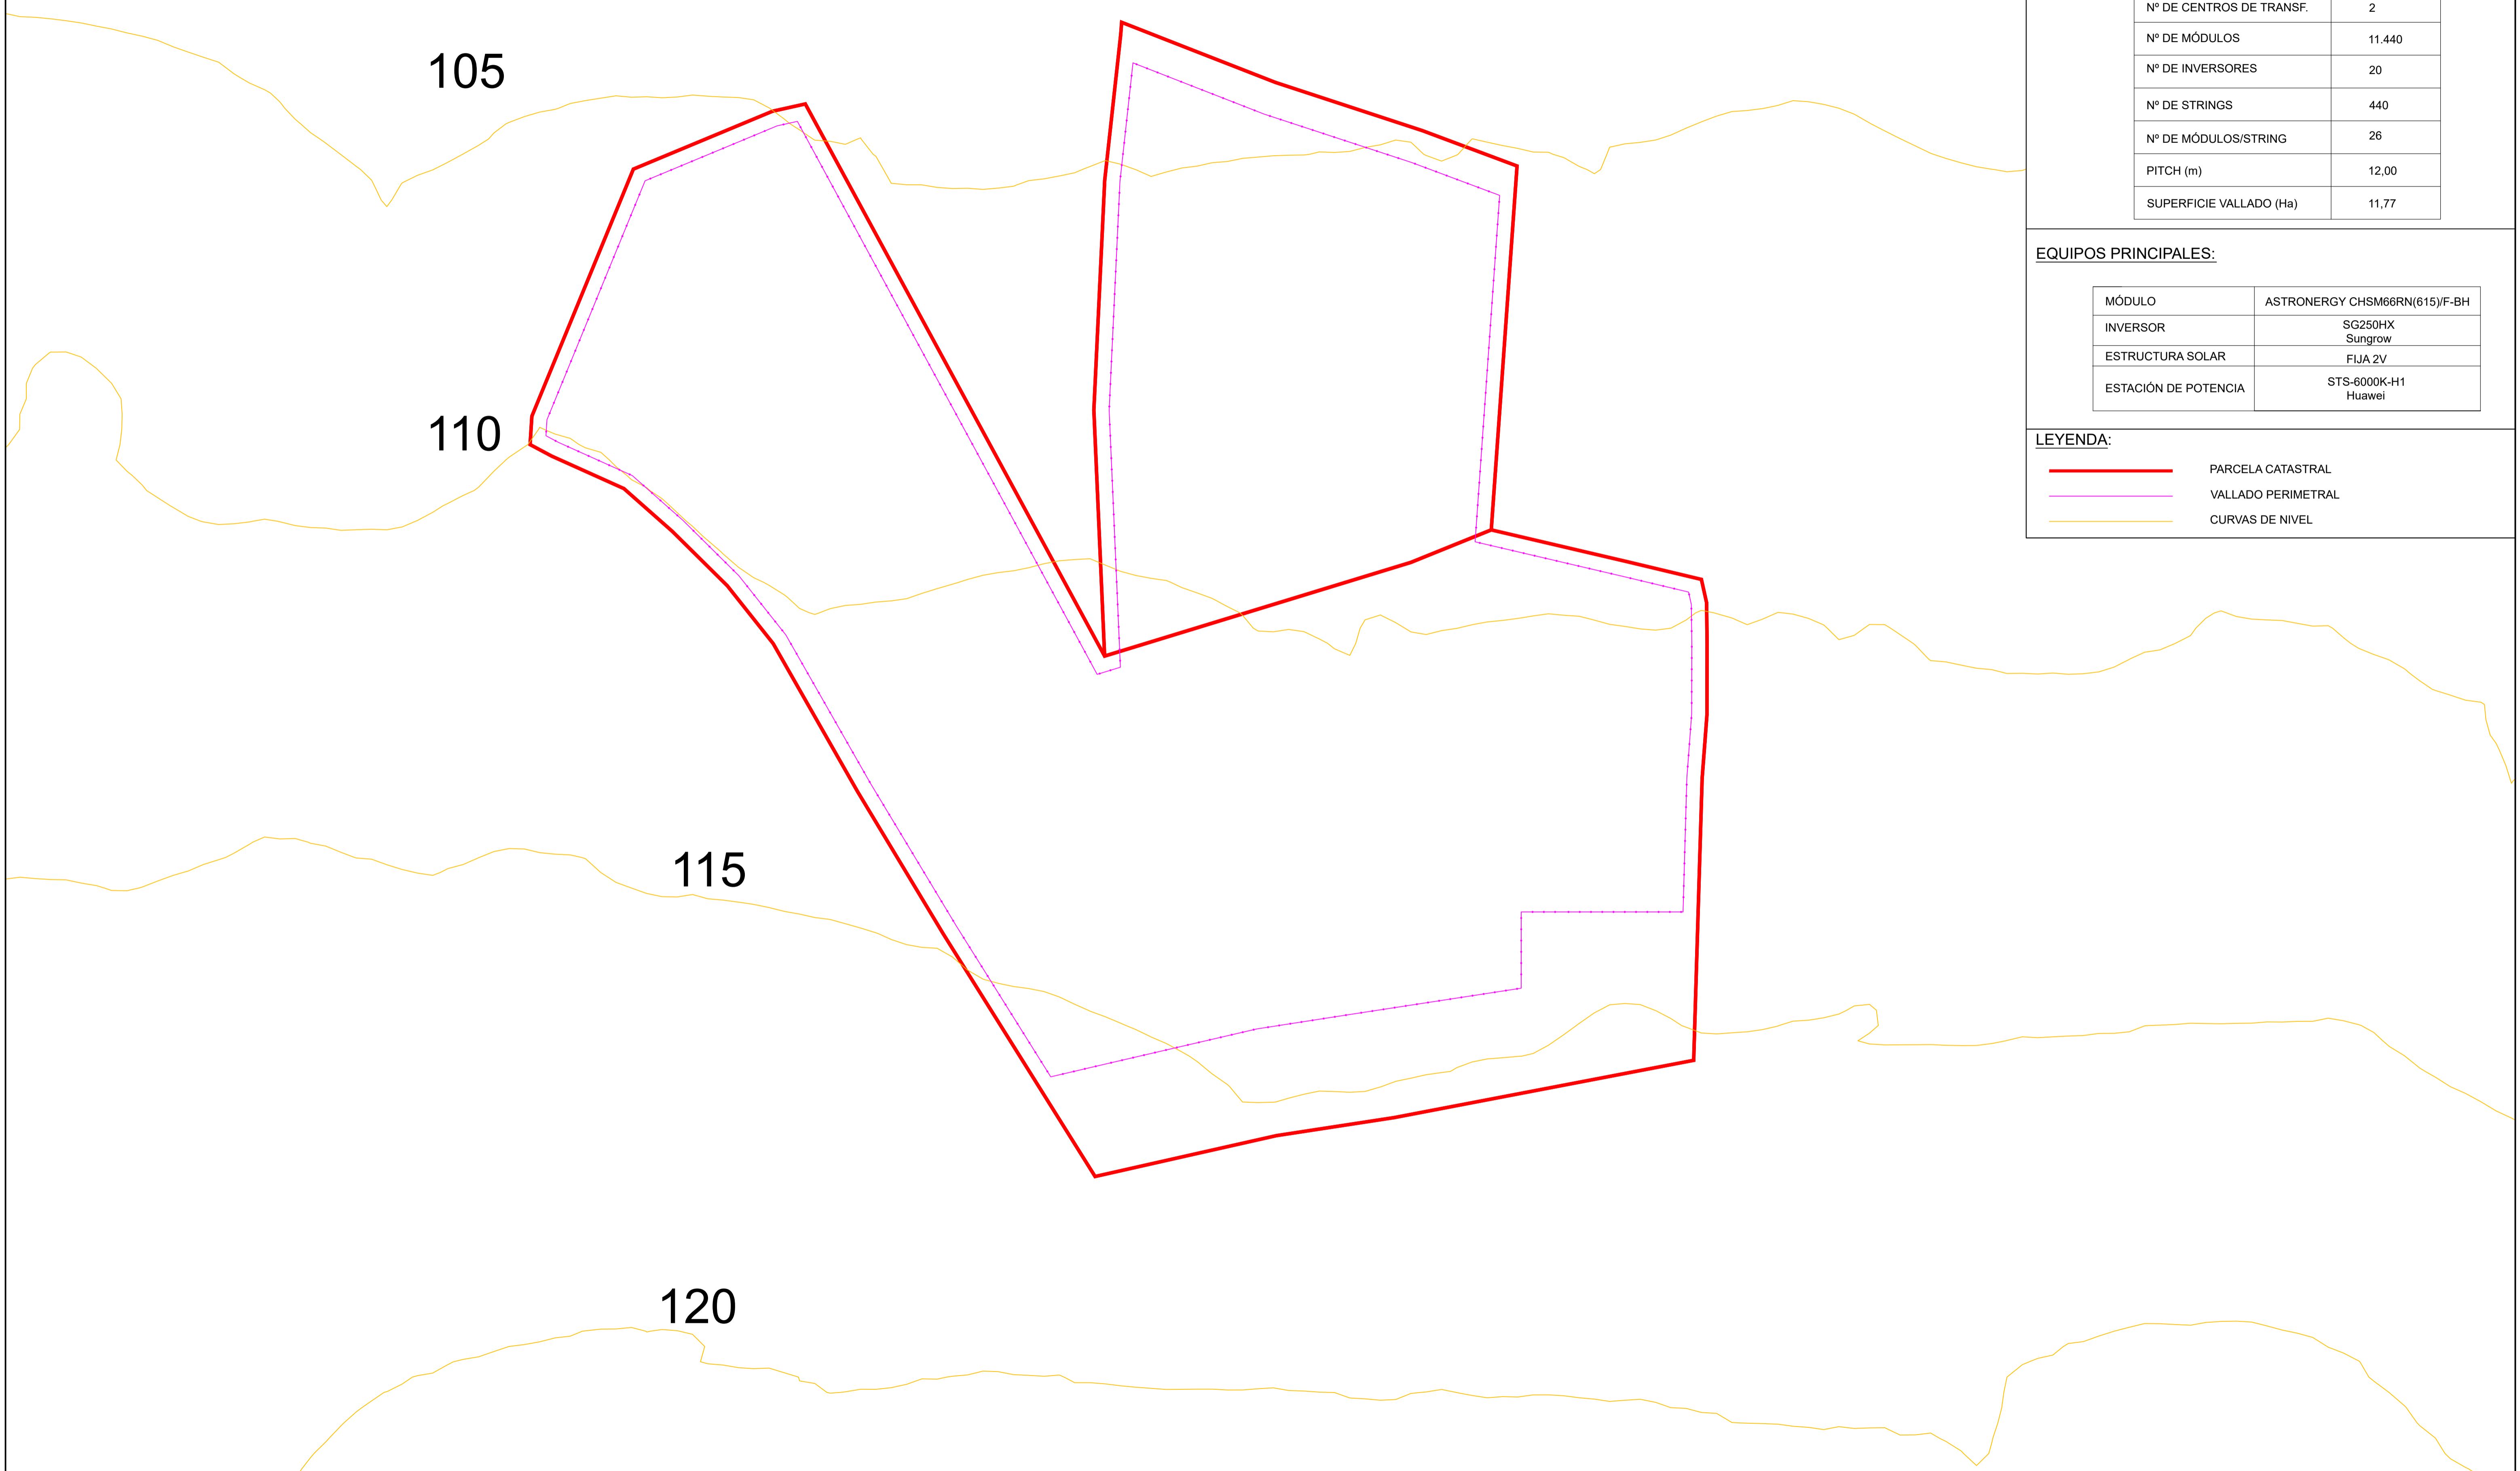 Nº DE CENTROS DE TRANSF. 2
Nº DE MÓDULOS 11.440
Nº DE INVERSORES 20
Nº DE STRINGS 440
Nº DE MÓDULOS/STRING 26
PITCH (m) 12,00
SUPERFICIE VALLADO (Ha) 11,77
EQUIPOS PRINCIPALES:
MÓDULO ASTRONERGY CHSM66RN(615)/F-BH
INVERSOR SG250HX
Sungrow
ESTRUCTURA SOLAR FIJA 2V
ESTACIÓN DE POTENCIA STS-6000K-H1
Huawei
LEYENDA:
PARCELA CATASTRAL
VALLADO PERIMETRAL
CURVAS DE NIVEL
105
110
115
120